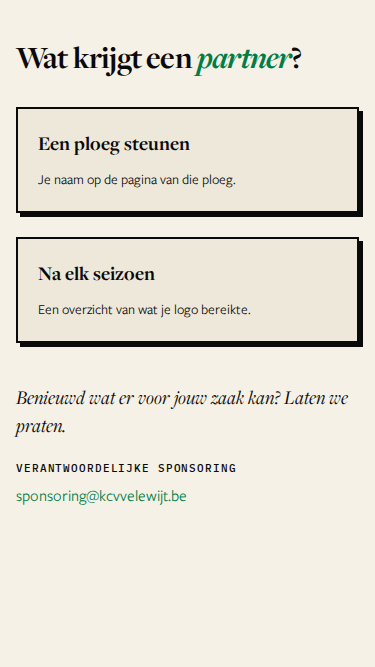 Wat krijgt een partner?
Een ploeg steunen
Je naam op de pagina van die ploeg.
Na elk seizoen
Een overzicht van wat je logo bereikte.
Benieuwd wat er voor jouw zaak kan? Laten we
praten.
VERANTWOORDELIJKE SPONSORING
sponsoring@kcvvelewijt.be